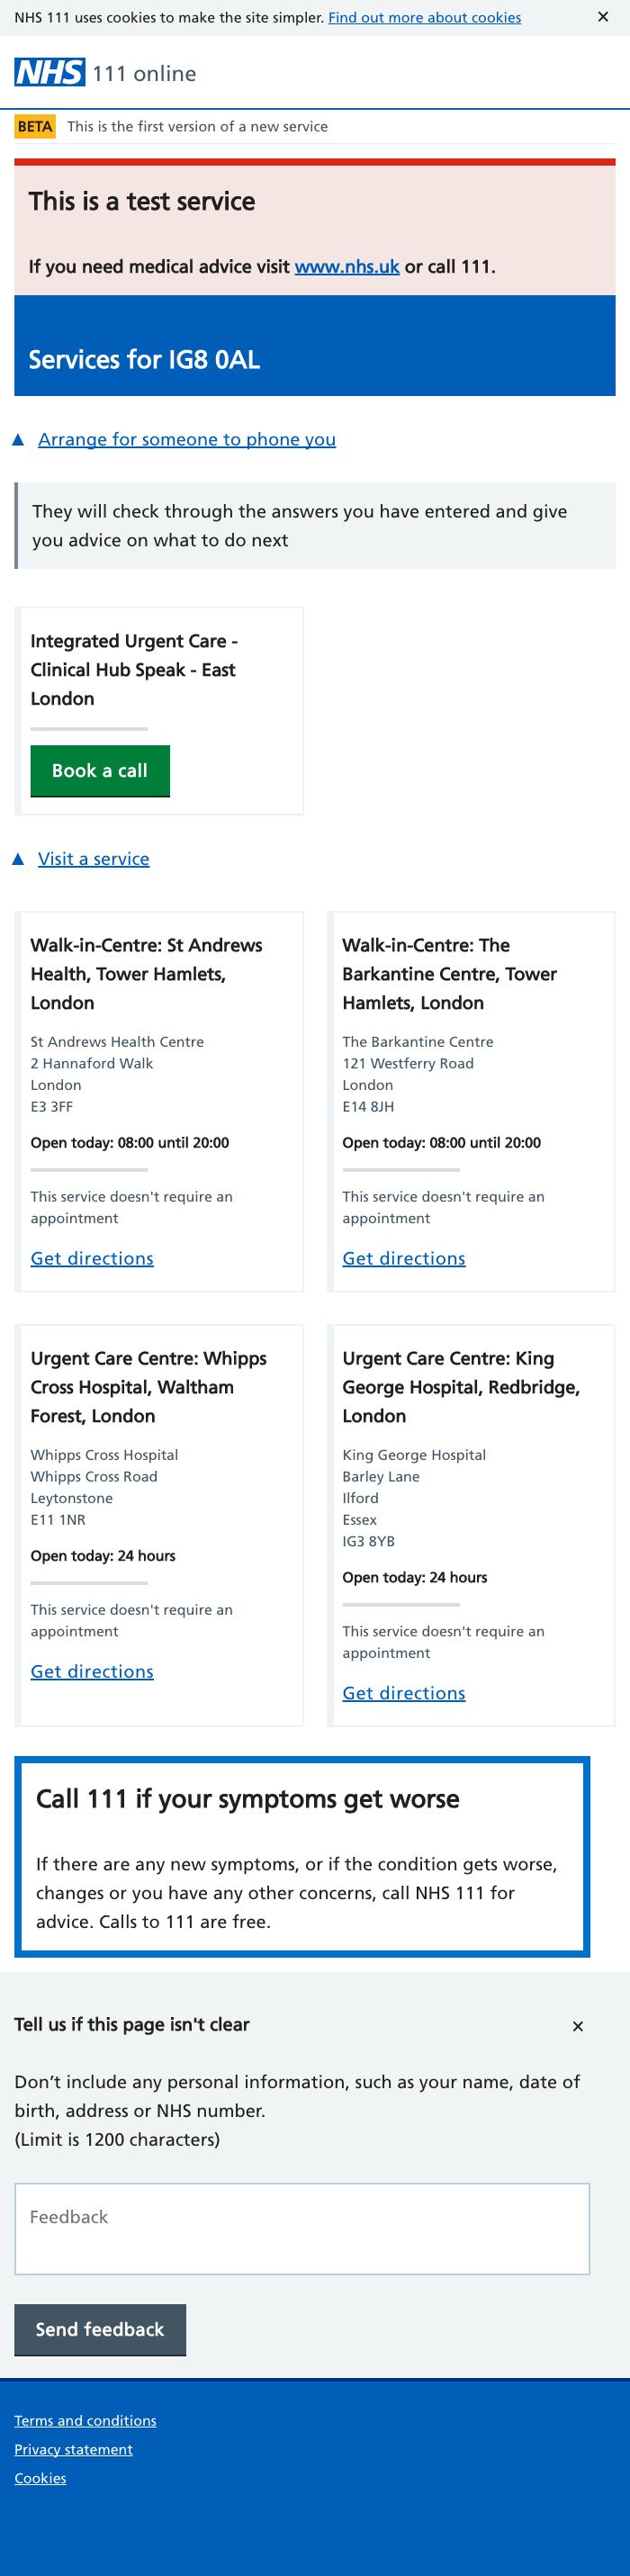 NHS 111 uses cookies to make the site simpler. Find out more about cookies ✕
NHS 111 online
BETA This is the first version of a new service
This is a test service
If you need medical advice visit www.nhs.uk or call 111.
Services for IG8 0AL
▲ Arrange for someone to phone you
They will check through the answers you have entered and give
you advice on what to do next
Integrated Urgent Care -
Clinical Hub Speak - East
London
Book a call
▲ Visit a service
Walk-in-Centre: St Andrews
Health, Tower Hamlets,
London
St Andrews Health Centre
2 Hannaford Walk
London
E3 3FF
Open today: 08:00 until 20:00
This service doesn't require an
appointment
Get directions
Walk-in-Centre: The
Barkantine Centre, Tower
Hamlets, London
The Barkantine Centre
121 Westferry Road
London
E14 8JH
Open today: 08:00 until 20:00
This service doesn't require an
appointment
Get directions
Urgent Care Centre: Whipps
Cross Hospital, Waltham
Forest, London
Whipps Cross Hospital
Whipps Cross Road
Leytonstone
E11 1NR
Open today: 24 hours
This service doesn't require an
appointment
Get directions
Urgent Care Centre: King
George Hospital, Redbridge,
London
King George Hospital
Barley Lane
Ilford
Essex
IG3 8YB
Open today: 24 hours
This service doesn't require an
appointment
Get directions
Call 111 if your symptoms get worse
If there are any new symptoms, or if the condition gets worse,
changes or you have any other concerns, call NHS 111 for
advice. Calls to 111 are free.
Tell us if this page isn't clear ✕
Don’t include any personal information, such as your name, date of
birth, address or NHS number.
(Limit is 1200 characters)
Feedback
Send feedback
Terms and conditions
Privacy statement
Cookies